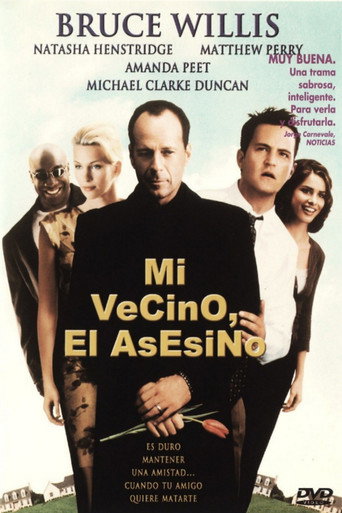 BRUCE WILLIS
NATASHA HENSTRIDGE MATTHEW PERRY
AMANDA PEET
MICHAEL CLARKE DUNCAN
MUY BUENA.
Una trama
sabrosa,
inteligente.
Para verla
y disfrutarla.
Jorge Carnevale,
NOTICIAS
Mi
VeCinO,
El AsEsiNo
ES DURO
MANTENER
UNA AMISTAD...
CUANDO TU AMIGO
QUIERE MATARTE
DVD
VIDEO